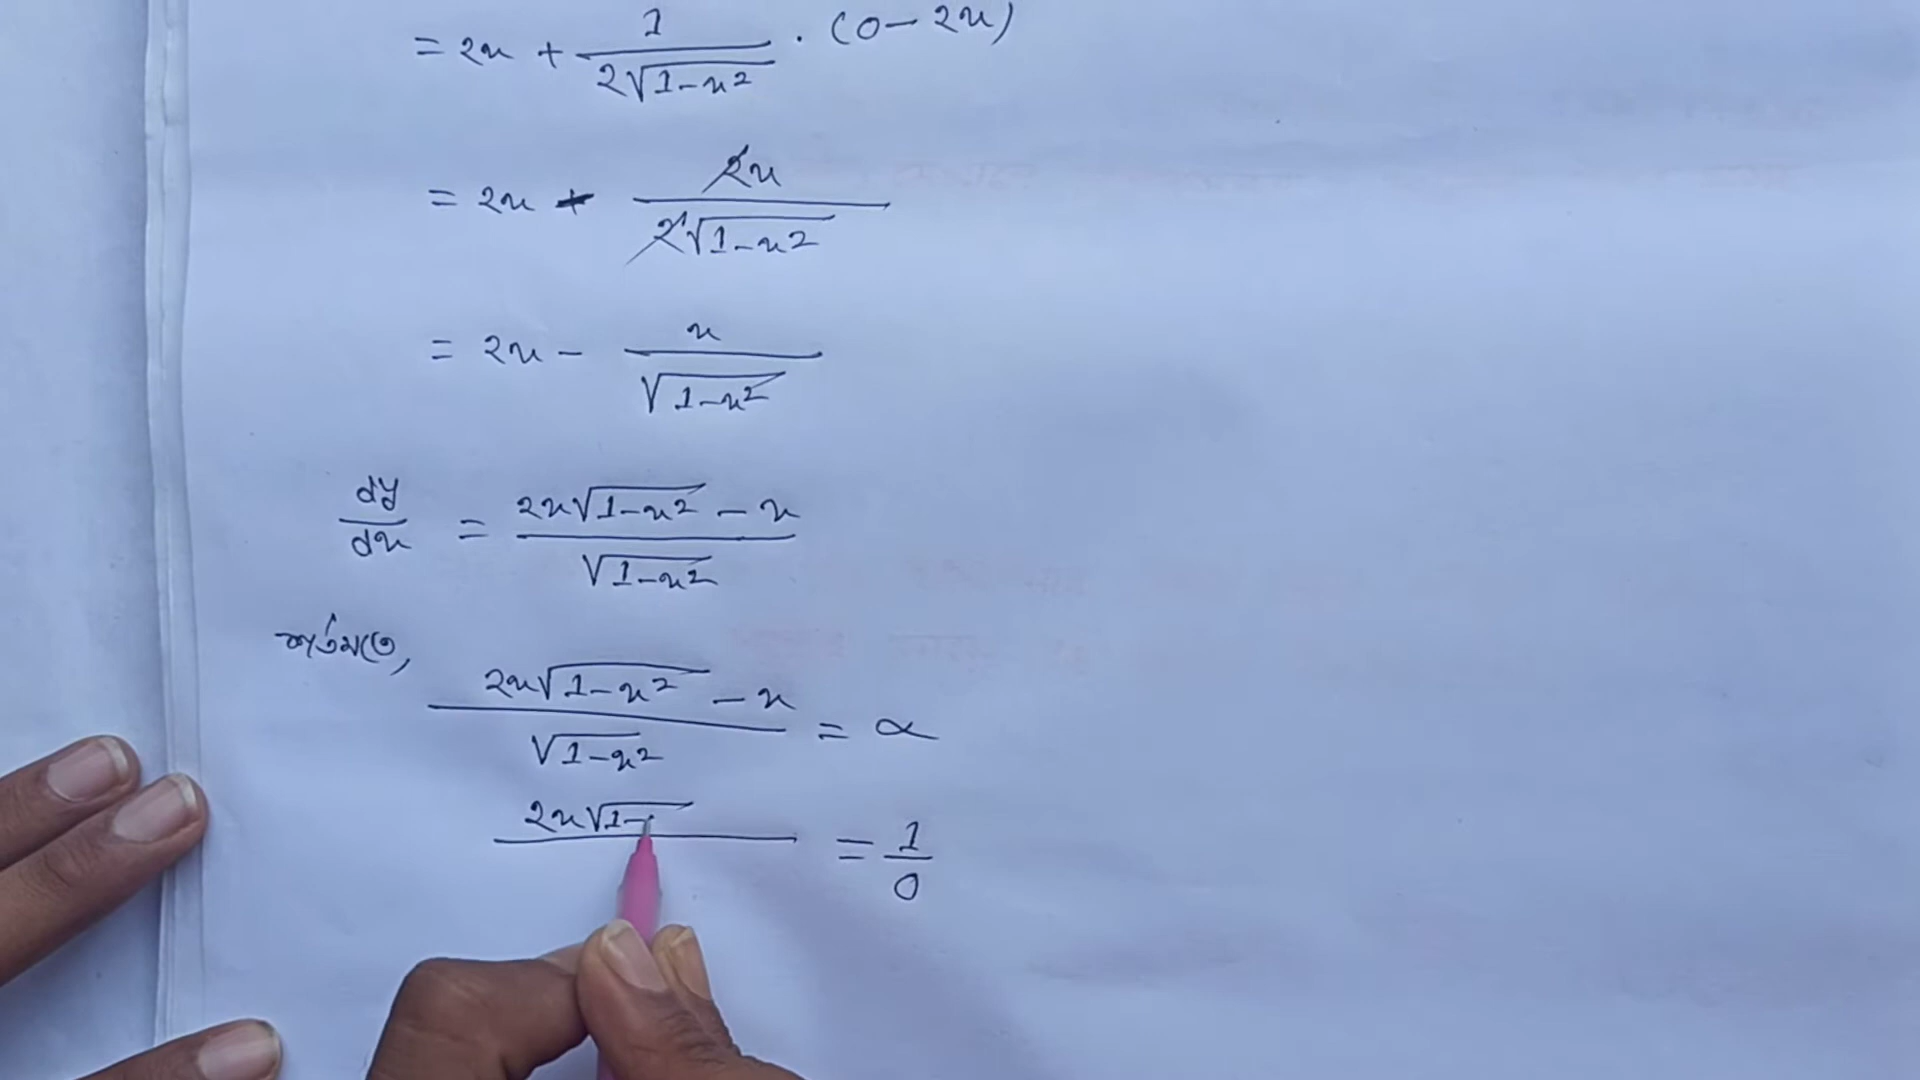 = 2x + 1/(2√(1-x²)) · (0-2x)
= 2x - 2x/(2√(1-x²))
= 2x - x/√(1-x²)
dy/dx = (2x√(1-x²) - x)/√(1-x²)
শর্তমতে,
(2x√(1-x²) - x)/√(1-x²) = ∝
2x√(1- = 1/0